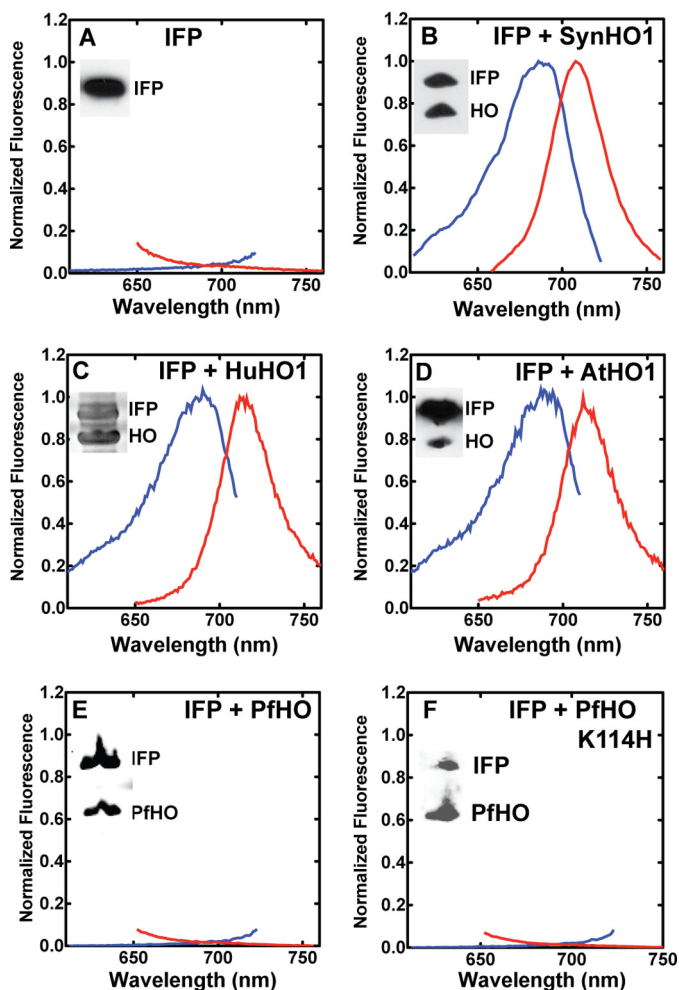 A IFP
IFP
Normalized Fluorescence
1.2
1.0
0.8
0.6
0.4
0.2
0.0
650 700 750
Wavelength (nm)
B IFP + SynHO1
IFP
HO
Normalized Fluorescence
1.2
1.0
0.8
0.6
0.4
0.2
0.0
650 700 750
Wavelength (nm)
C IFP + HuHO1
IFP
HO
Normalized Fluorescence
1.2
1.0
0.8
0.6
0.4
0.2
0.0
650 700 750
Wavelength (nm)
D IFP + AtHO1
IFP
HO
Normalized Fluorescence
1.2
1.0
0.8
0.6
0.4
0.2
0.0
650 700 750
Wavelength (nm)
E IFP + PfHO
IFP
PfHO
Normalized Fluorescence
1.2
1.0
0.8
0.6
0.4
0.2
0.0
650 700 750
Wavelength (nm)
F IFP + PfHO
K114H
IFP
PfHO
Normalized Fluorescence
1.2
1.0
0.8
0.6
0.4
0.2
0.0
650 700 750
Wavelength (nm)